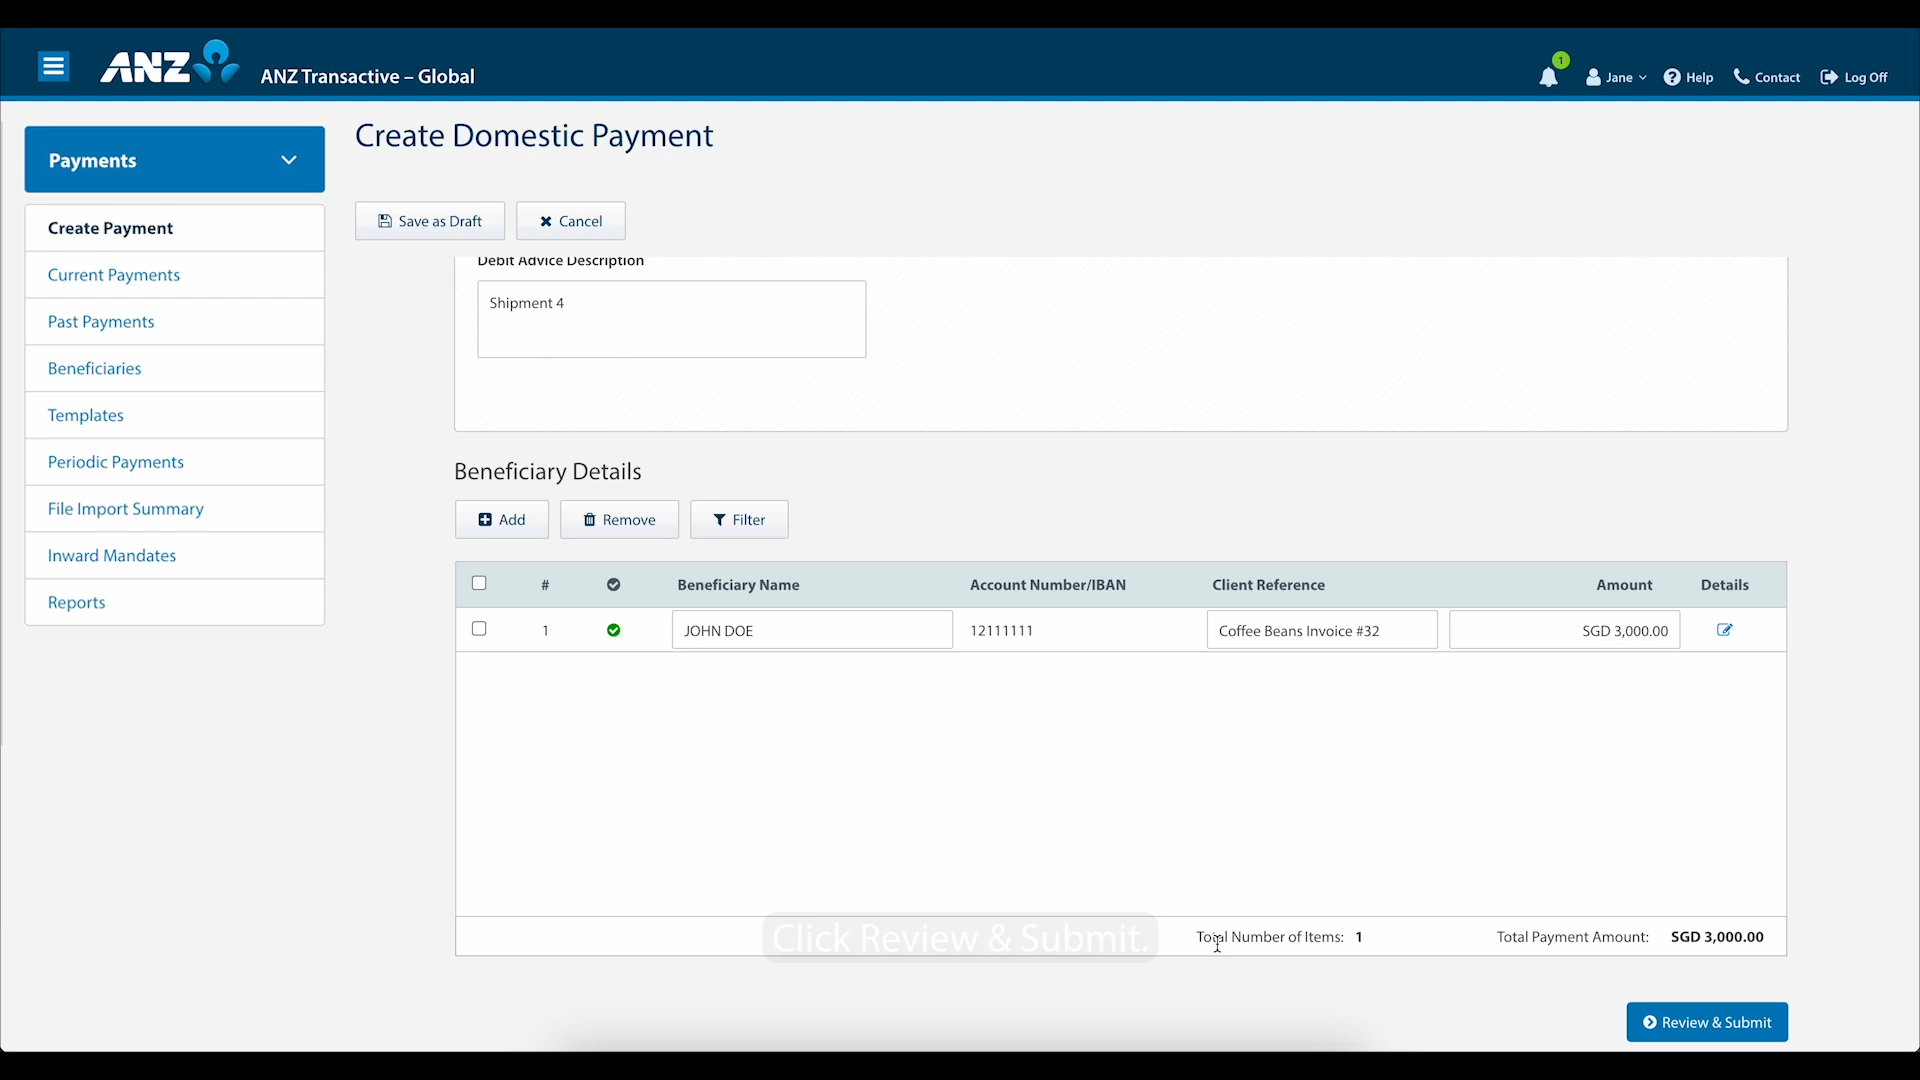 ANZ
ANZ Transactive – Global
1
Jane
Help
Contact
Log Off
Payments
Create Payment
Current Payments
Past Payments
Beneficiaries
Templates
Periodic Payments
File Import Summary
Inward Mandates
Reports
Create Domestic Payment
Save as Draft
Cancel
Debit Advice Description
Shipment 4
Beneficiary Details
Add
Remove
Filter
# Beneficiary Name Account Number/IBAN Client Reference Amount Details
1 JOHN DOE 12111111 Coffee Beans Invoice #32 SGD 3,000.00
Click Review & Submit.
Total Number of Items: 1
Total Payment Amount: SGD 3,000.00
Review & Submit